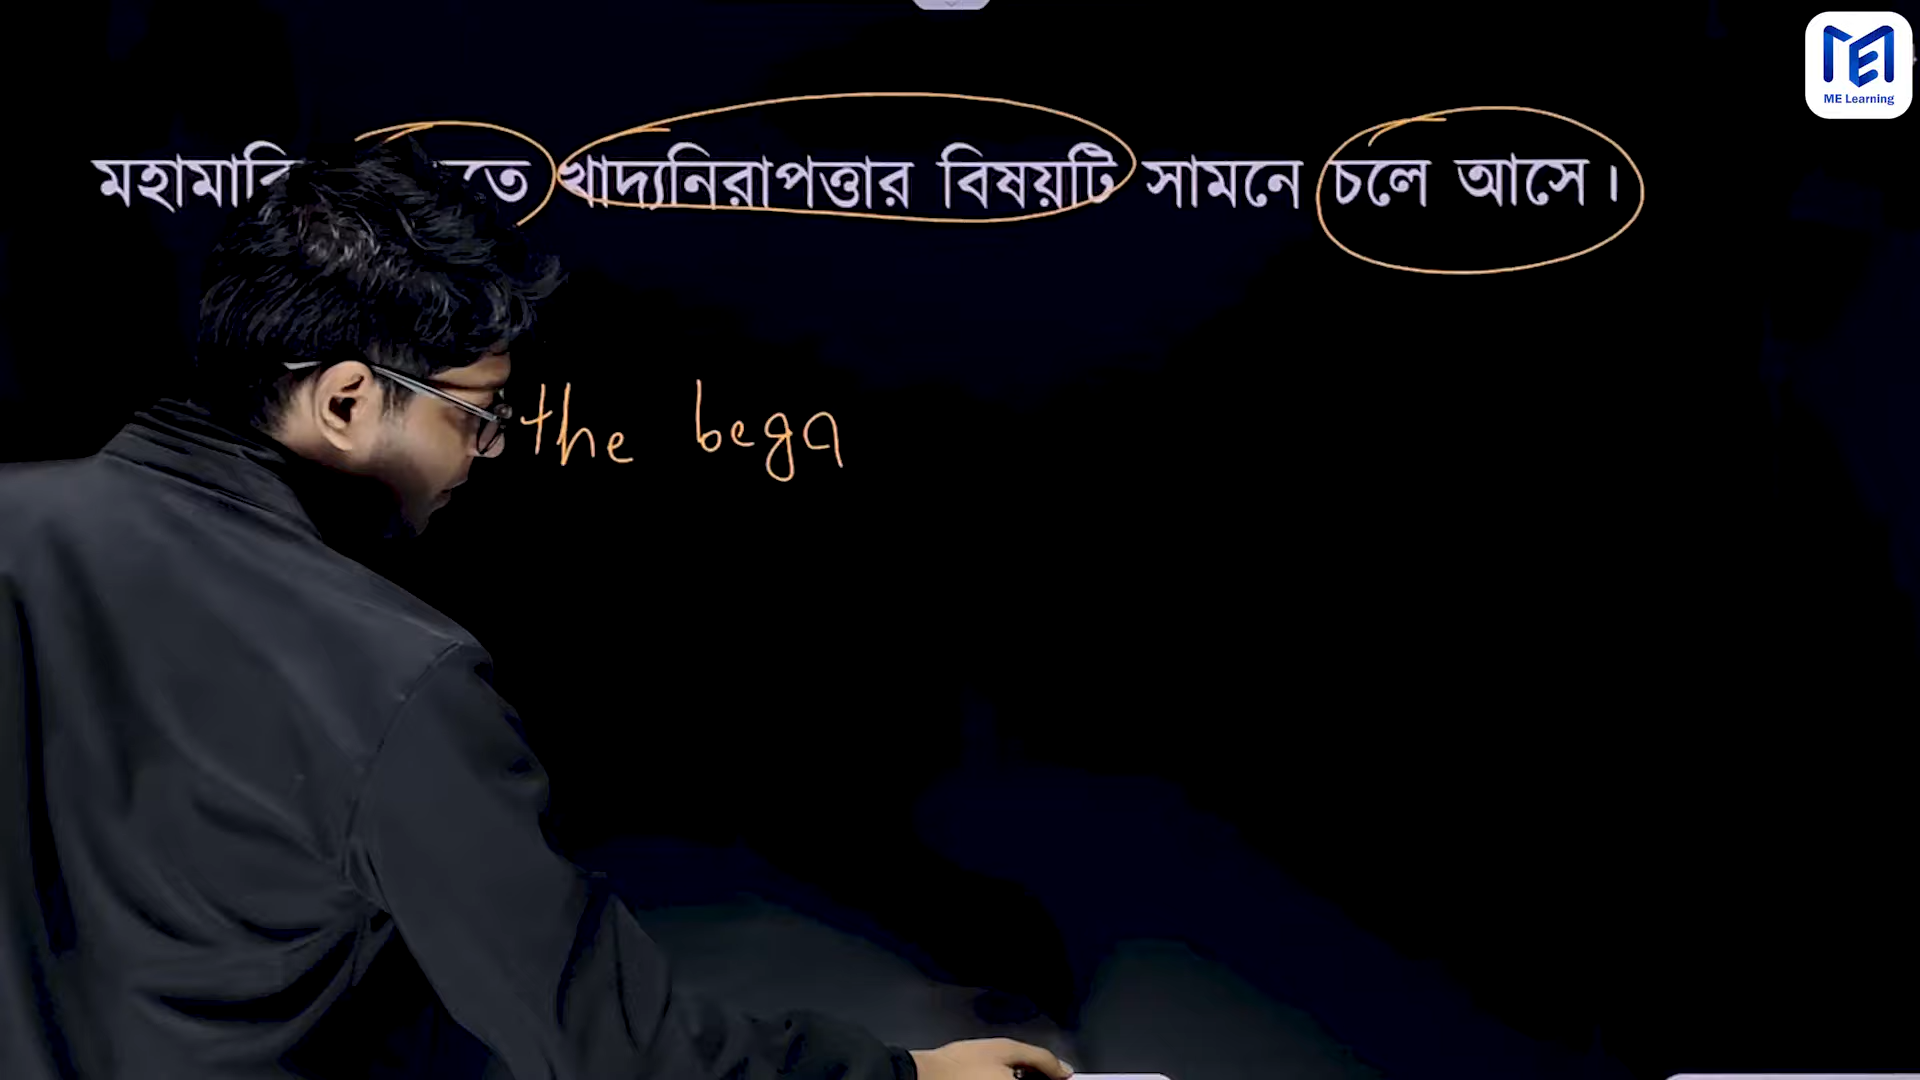 খাদ্যনিরাপত্তার বিষয়টি সামনে চলে আসে।
the bega
ME Learning